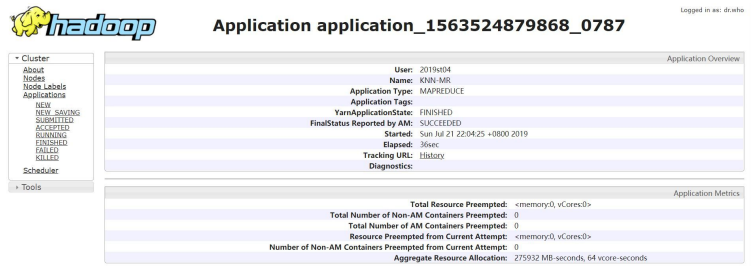 hadoop
Application application_1563524879868_0787
Logged in as: dr.who
Cluster
About
Nodes
Node Labels
Applications
NEW
NEW_SAVING
SUBMITTED
ACCEPTED
RUNNING
FINISHED
FAILED
KILLED
Scheduler
Tools
Application Overview
User: 2019st04
Name: KNN-MR
Application Type: MAPREDUCE
Application Tags:
YarnApplicationState: FINISHED
FinalStatus Reported by AM: SUCCEEDED
Started: Sun Jul 21 22:04:25 +0800 2019
Elapsed: 36sec
Tracking URL: History
Diagnostics:
Application Metrics
Total Resource Preempted: <memory:0, vCores:0>
Total Number of Non-AM Containers Preempted: 0
Total Number of AM Containers Preempted: 0
Resource Preempted from Current Attempt: <memory:0, vCores:0>
Number of Non-AM Containers Preempted from Current Attempt: 0
Aggregate Resource Allocation: 275932 MB-seconds, 64 vcore-seconds